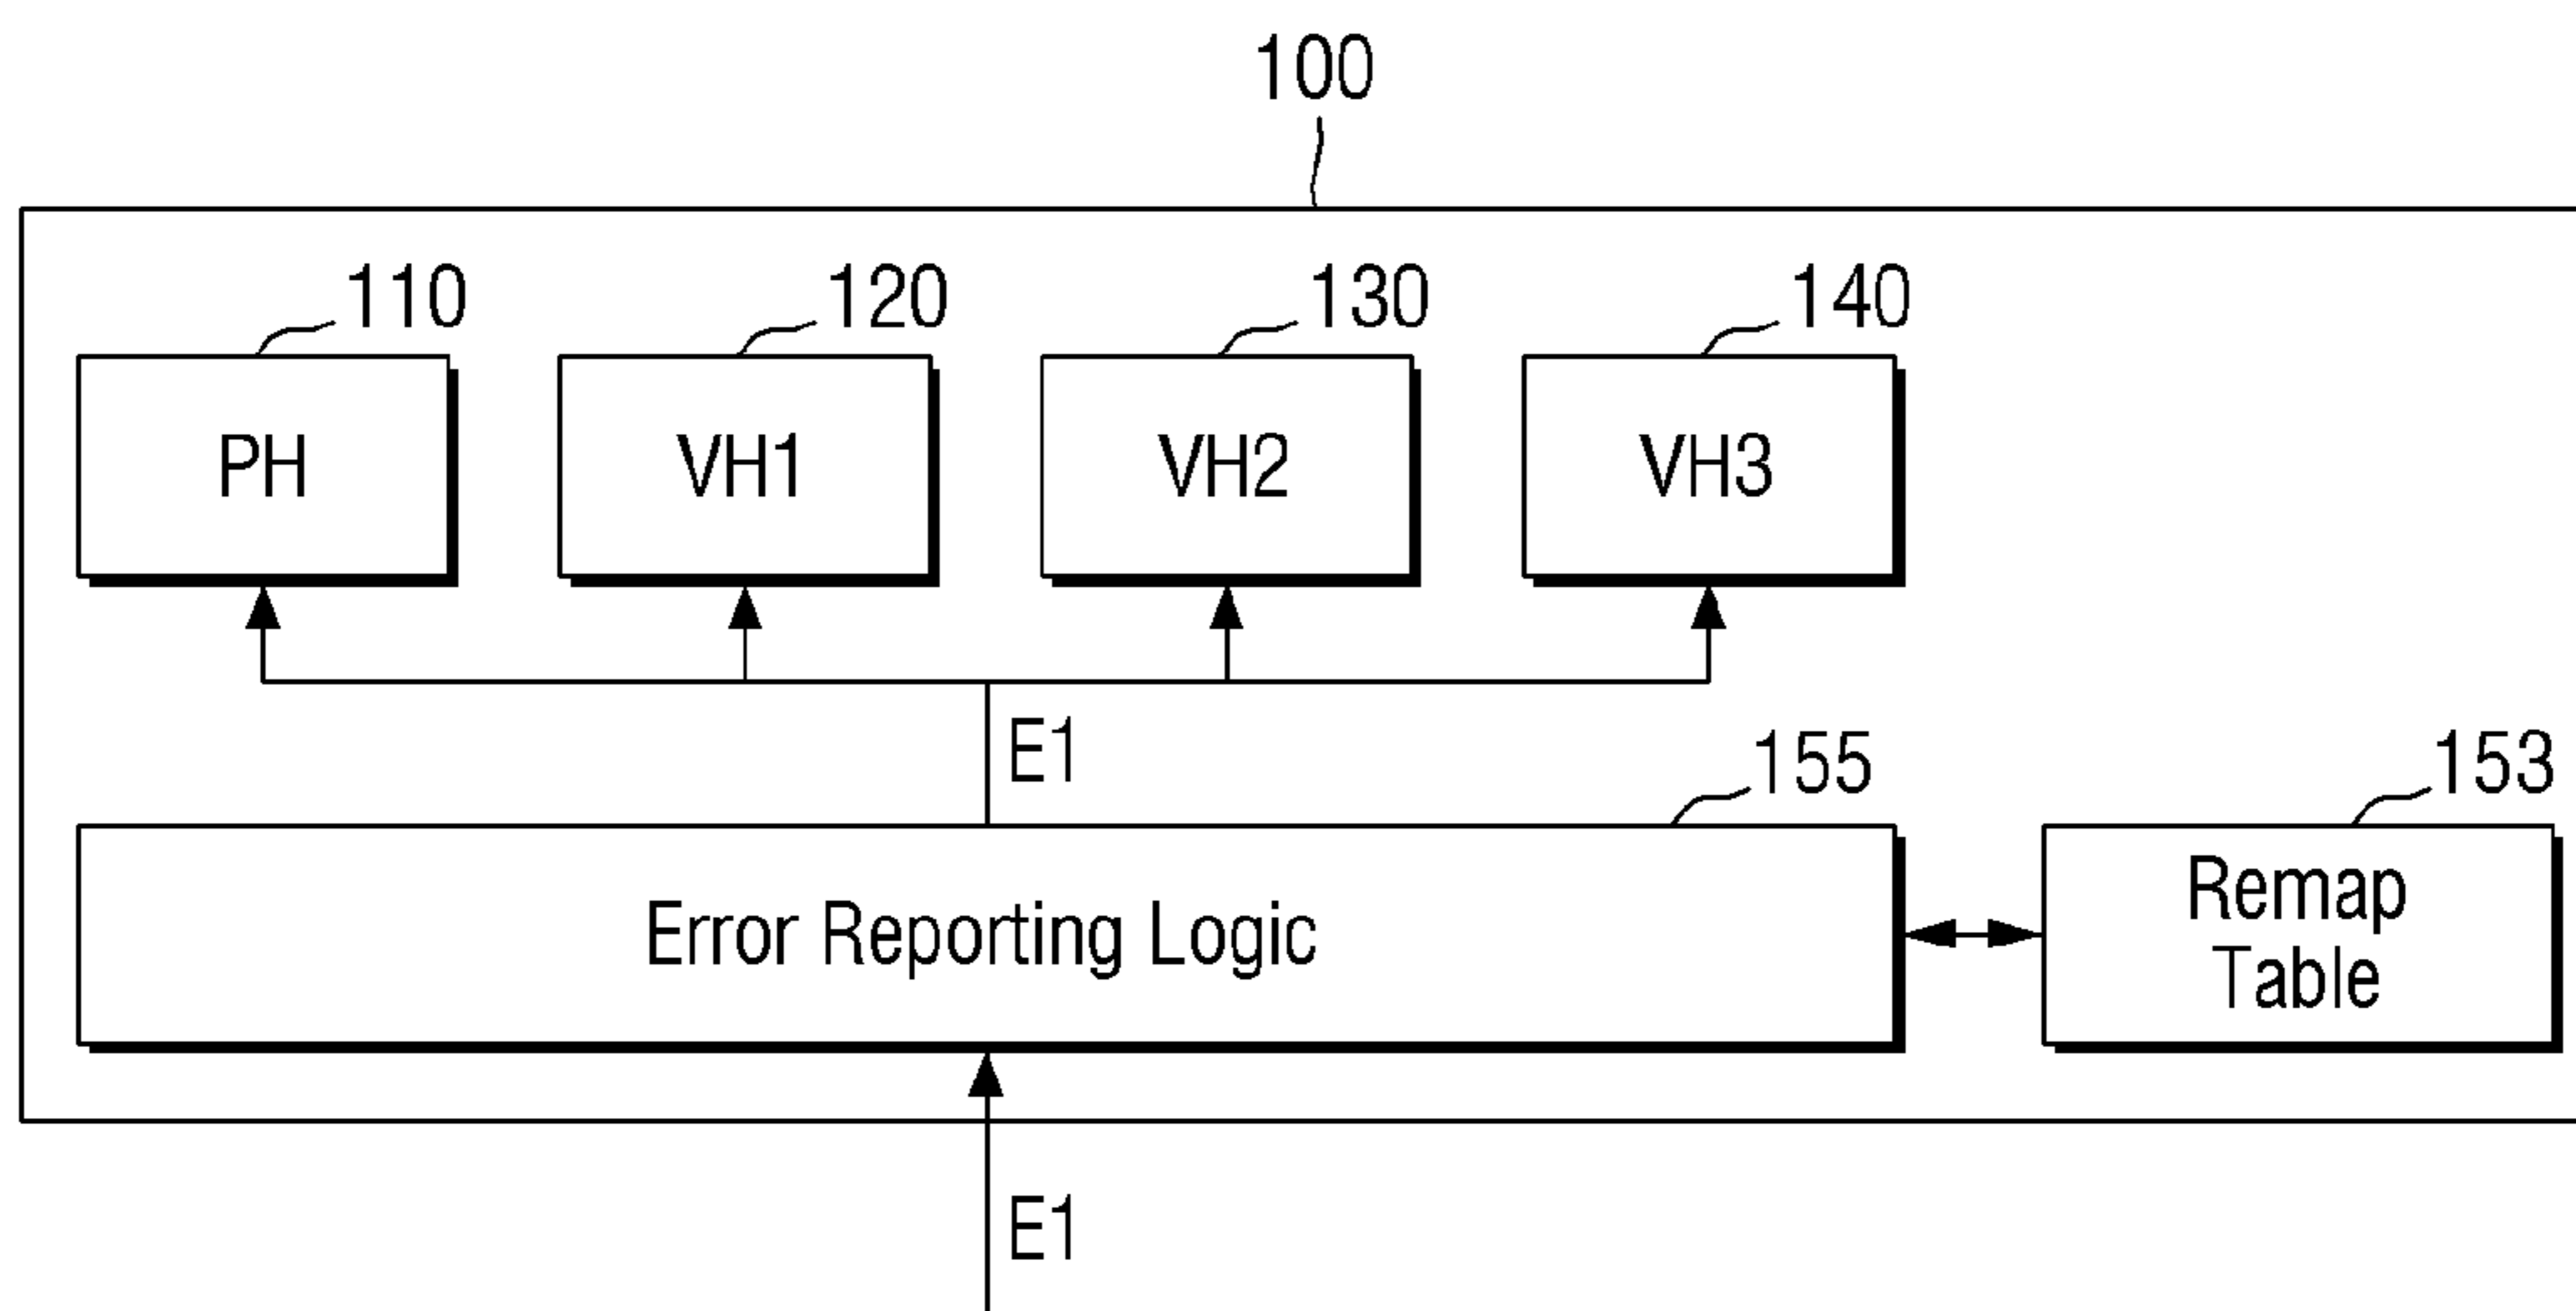 100
110
120
130
140
PH
VH1
VH2
VH3
E1
155
153
Error Reporting Logic
Remap
Table
E1